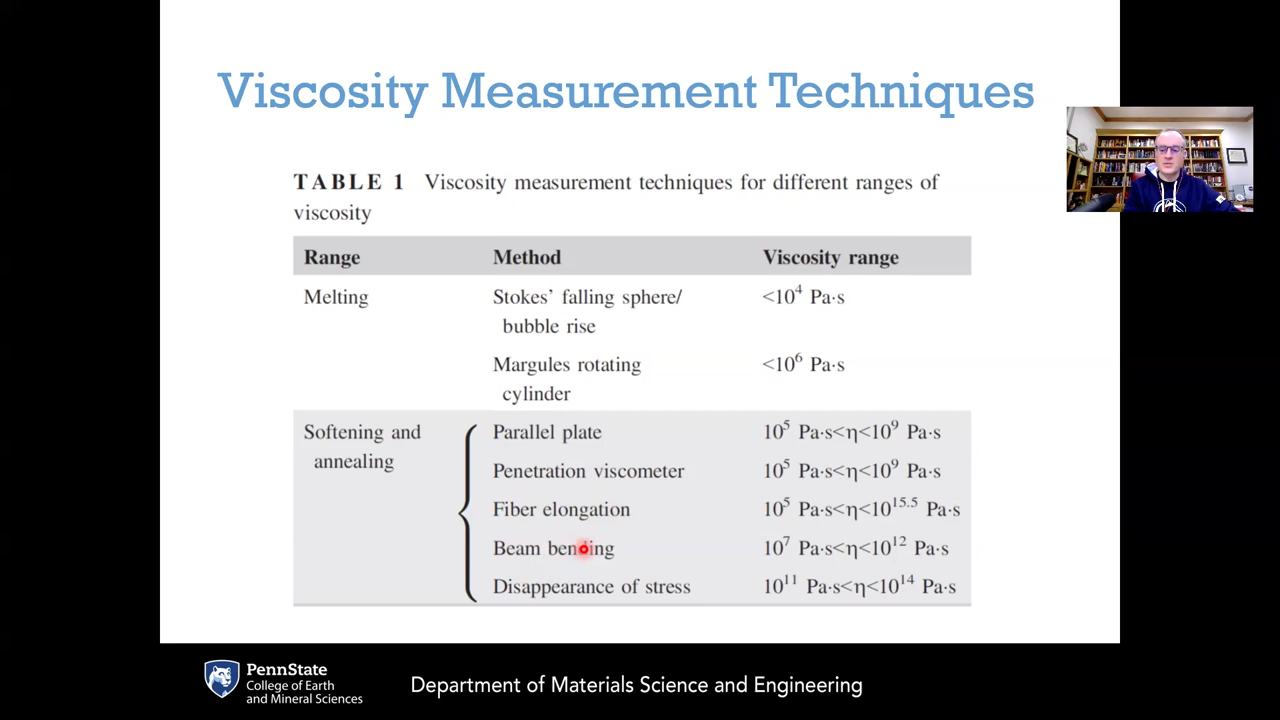 Viscosity Measurement Techniques
TABLE 1 Viscosity measurement techniques for different ranges of
viscosity
Range Method Viscosity range
Melting Stokes' falling sphere/ <10⁴ Pa·s
bubble rise
Margules rotating <10⁶ Pa·s
cylinder
Softening and Parallel plate 10⁵ Pa·s<η<10⁹ Pa·s
annealing
Penetration viscometer 10⁵ Pa·s<η<10⁹ Pa·s
Fiber elongation 10⁵ Pa·s<η<10¹⁵·⁵ Pa·s
Beam bending 10⁷ Pa·s<η<10¹² Pa·s
Disappearance of stress 10¹¹ Pa·s<η<10¹⁴ Pa·s
PennState
College of Earth
and Mineral Sciences
Department of Materials Science and Engineering